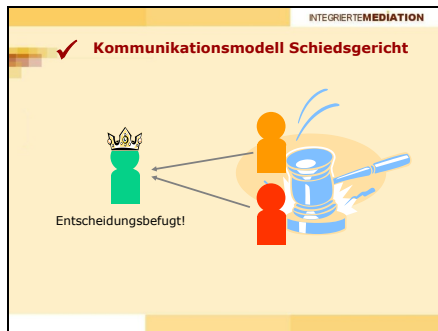 INTEGRIERTEMEDIATION
Kommunikationsmodell Schiedsgericht
Entscheidungsbefugt!